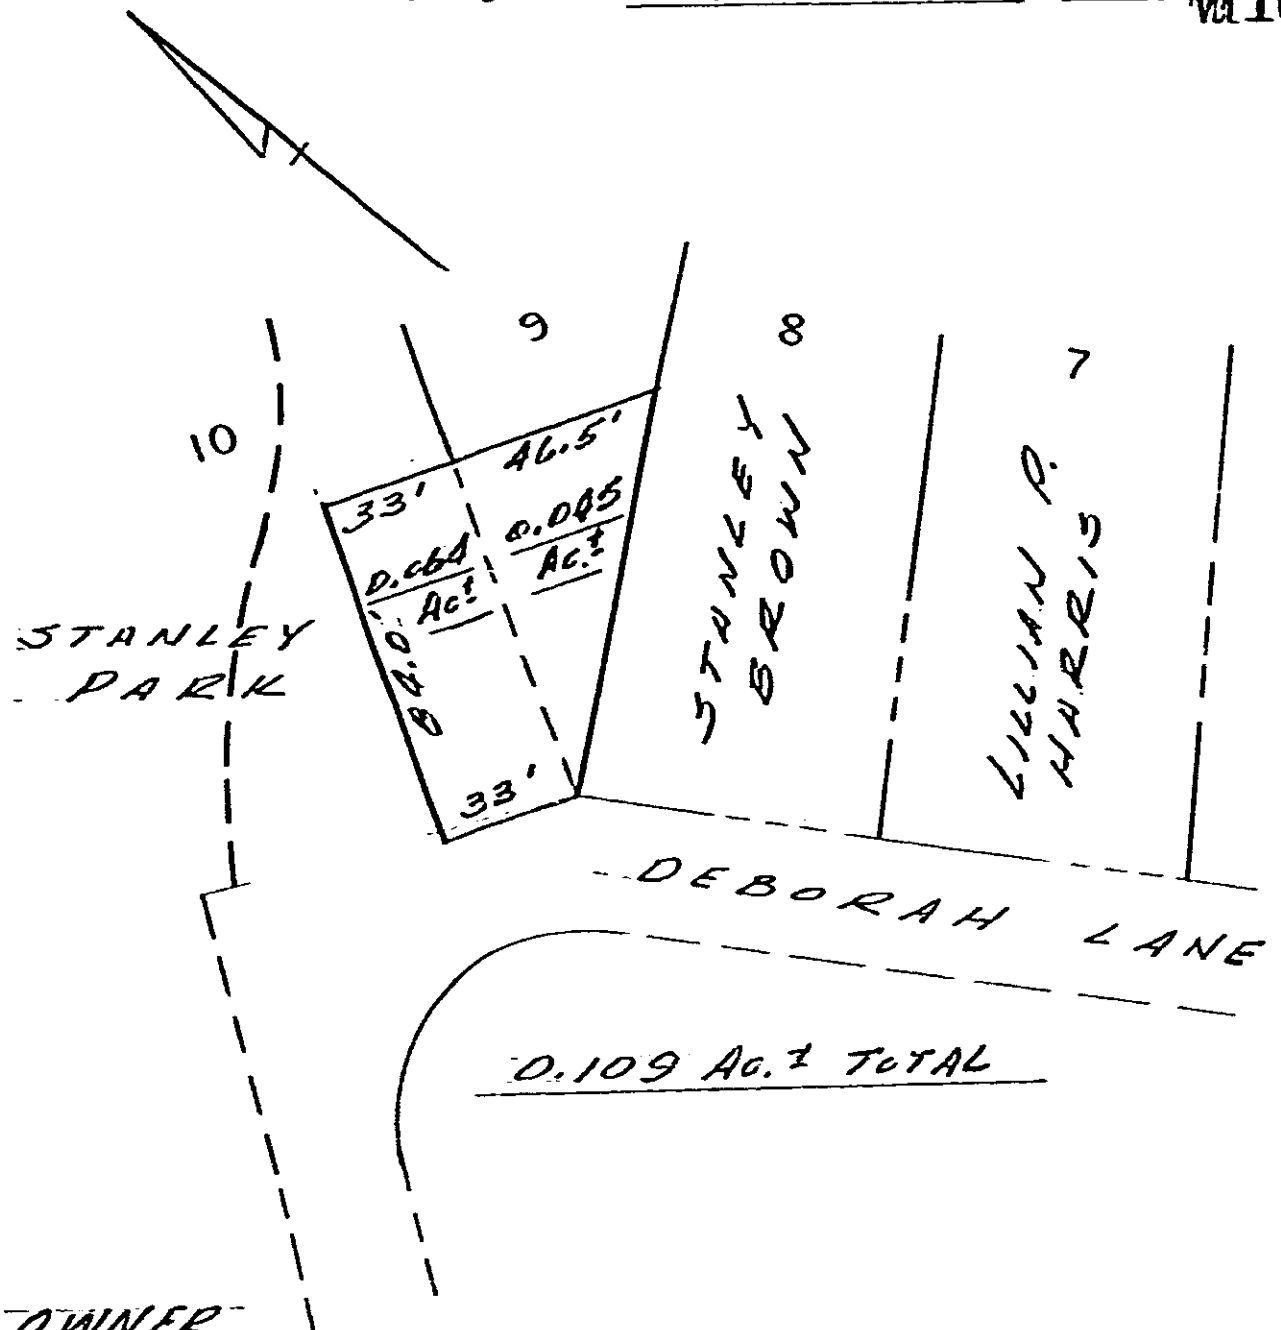 9
8
7
10
46.5'
33'
0.045
Ac.±
0.064
Ac.±
84.0'
33'
STANLEY
PARK
STANLEY
BROWN
LILLIAN P.
HARRIS
DEBORAH LANE
0.109 Ac.± TOTAL
OWNER